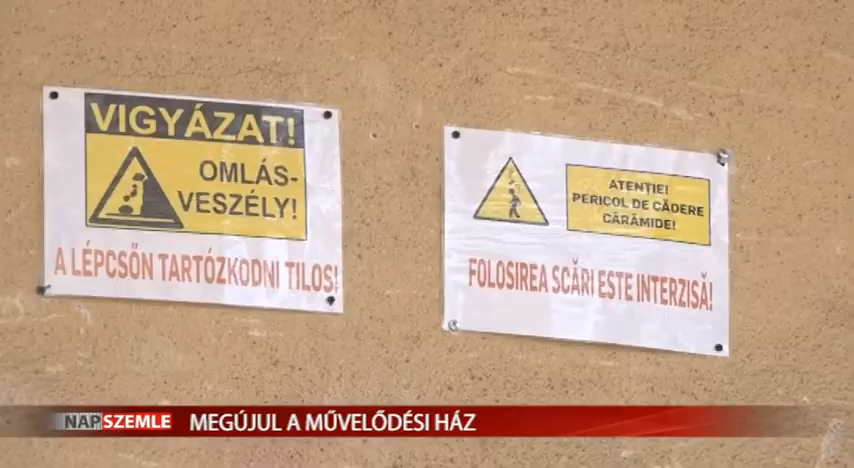 VIGYÁZAT!
OMLÁS-
VESZÉLY!
A LÉPCSŐN TARTÓZKODNI TILOS!
ATENȚIE!
PERICOL DE CĂDERE
CĂRĂMIDE!
FOLOSIREA SCĂRI ESTE INTERZISĂ!
NAPSZEMLE MEGÚJUL A MŰVELŐDÉSI HÁZ